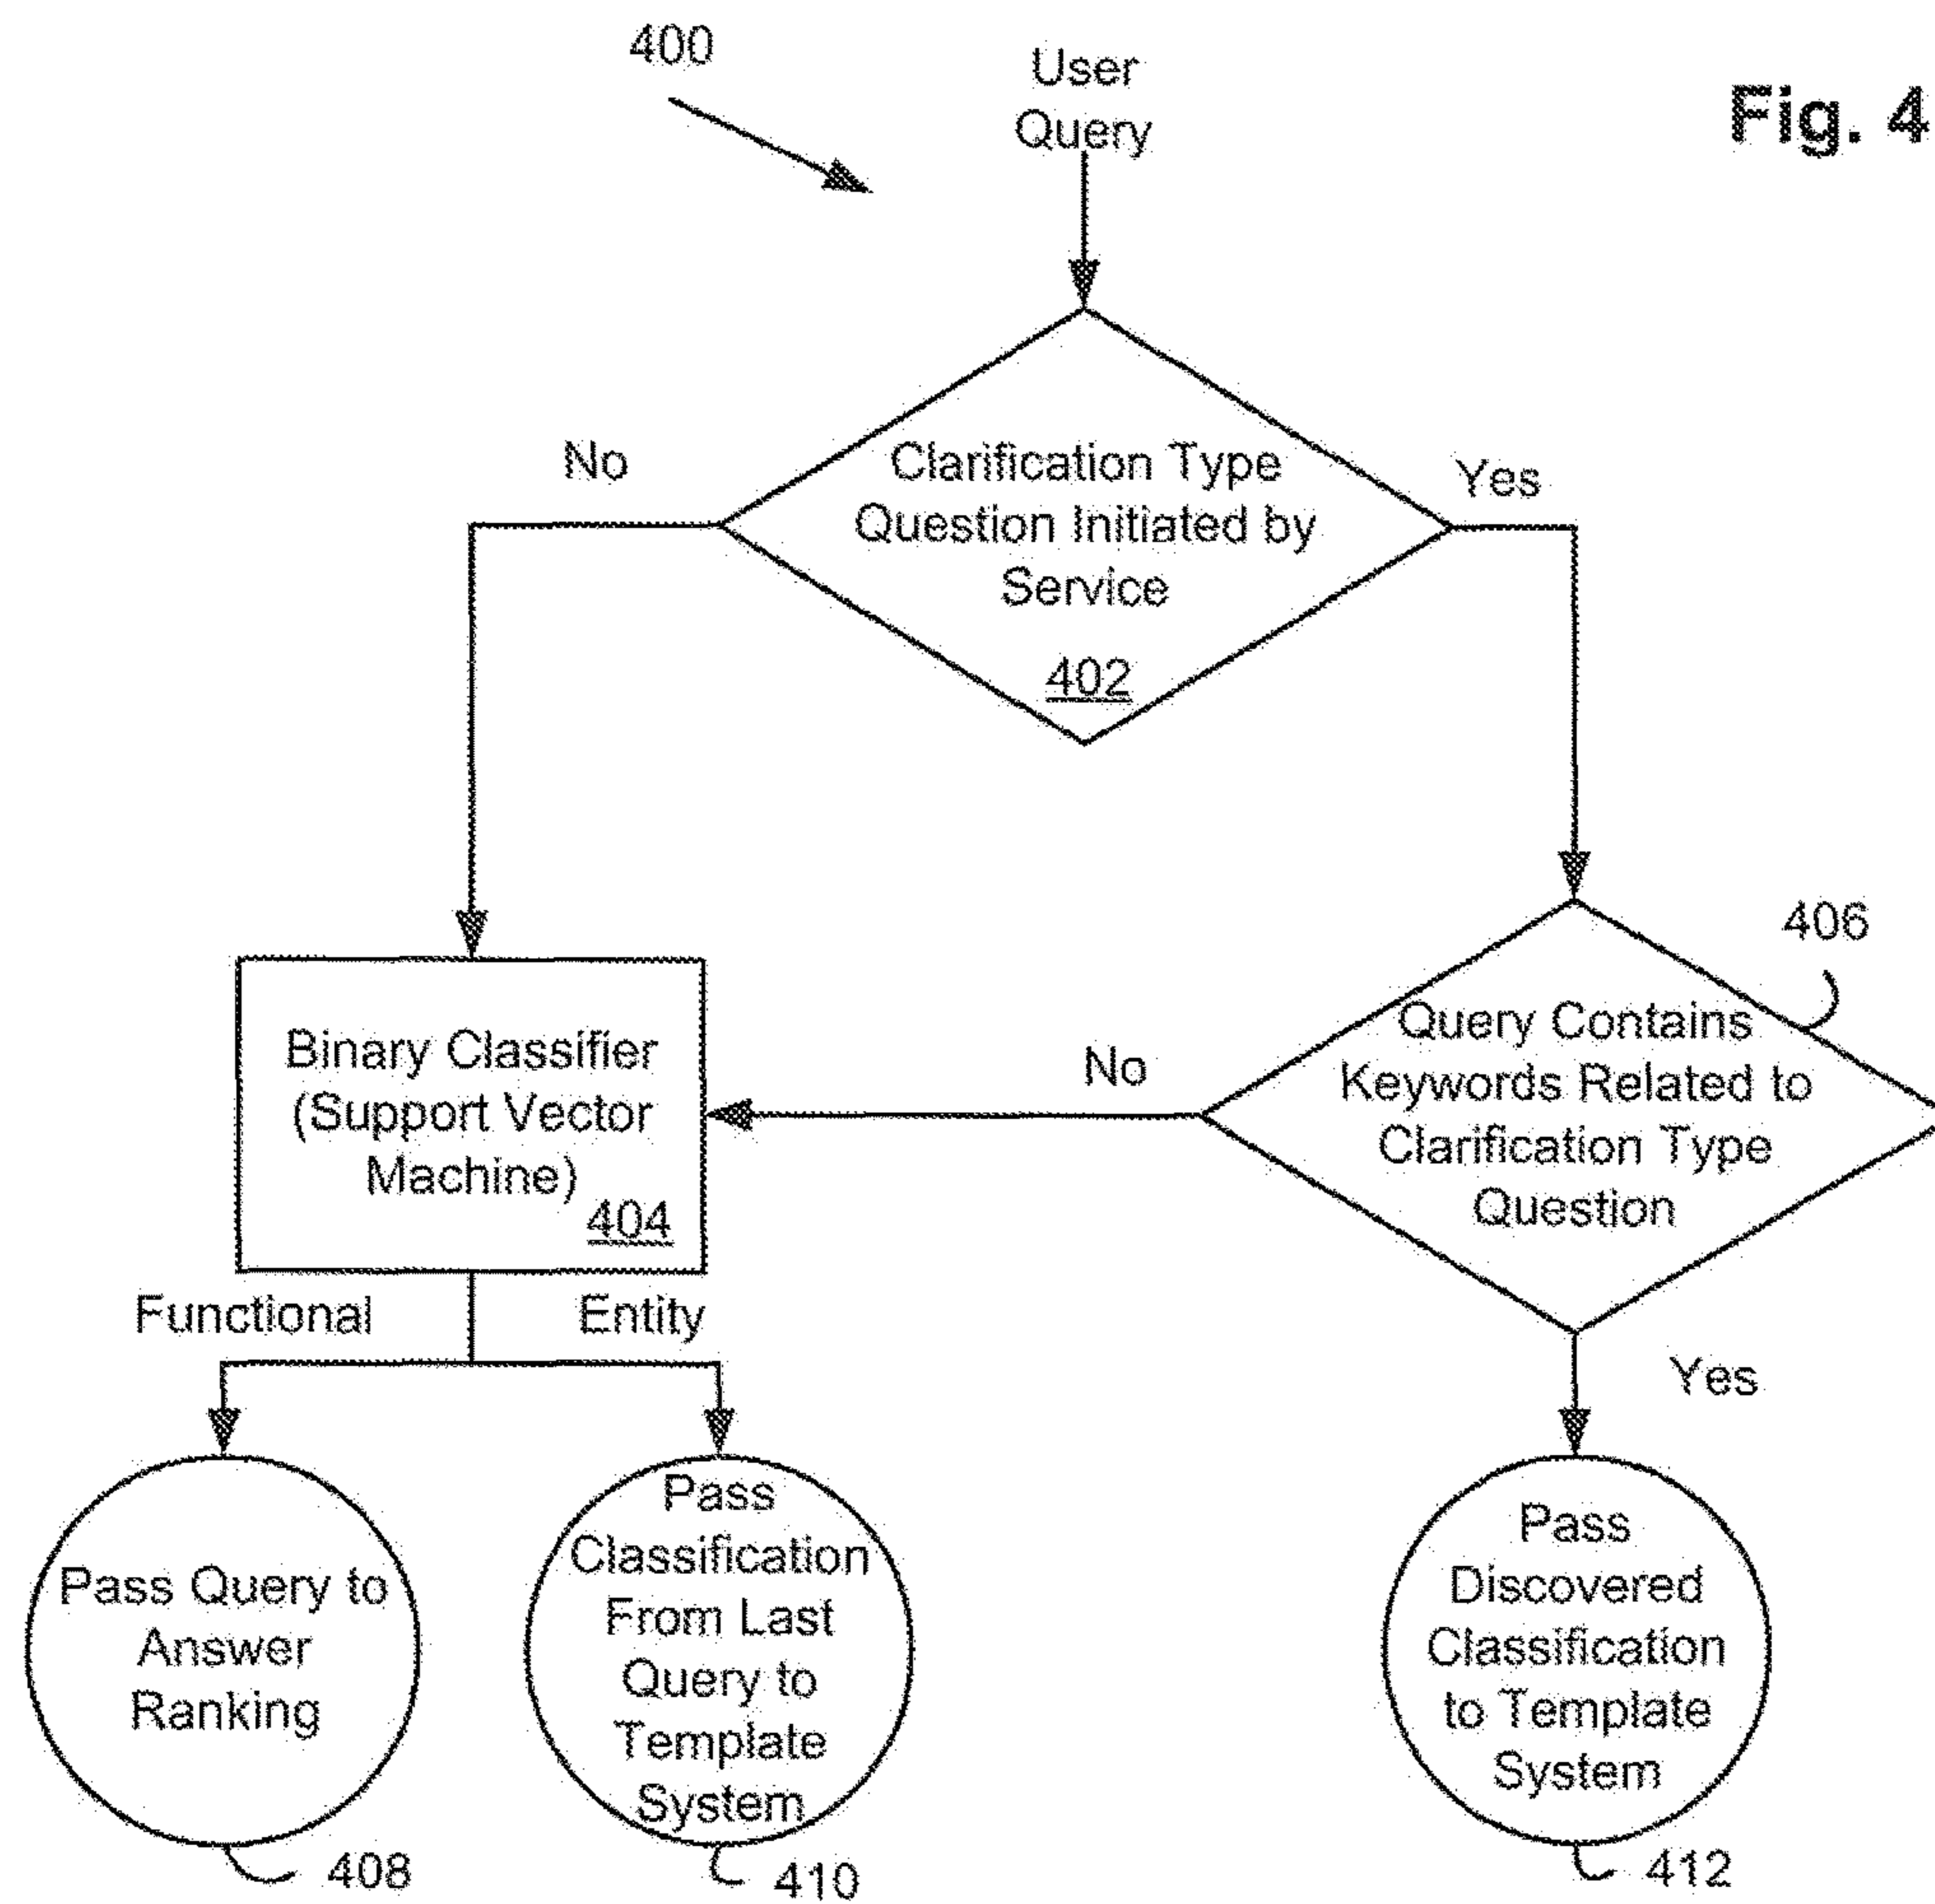 400
User
Query
Fig. 4
No
Clarification Type
Question Initiated by
Service
402
Yes
406
Binary Classifier
(Support Vector
Machine)
404
No
Query Contains
Keywords Related to
Clarification Type
Question
Functional
Entity
Yes
Pass Query to
Answer
Ranking
Pass
Classification
From Last
Query to
Template
System
Pass
Discovered
Classification
to Template
System
408
410
412